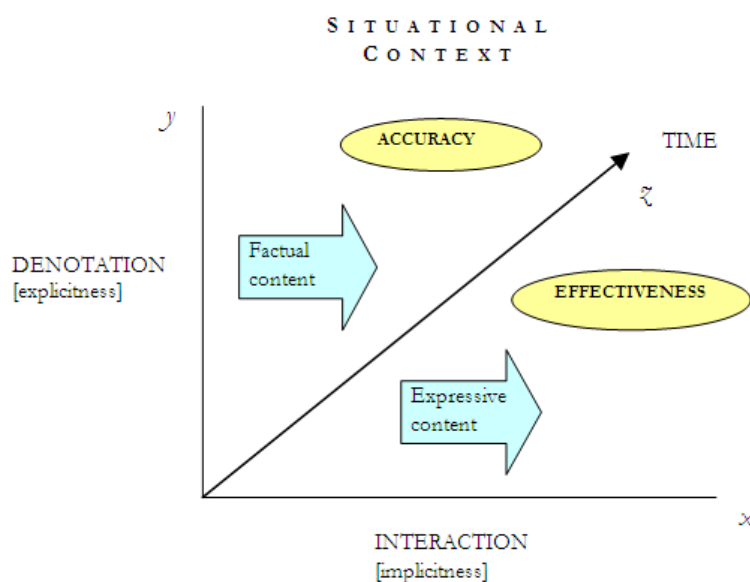 SITUATIONAL
CONTEXT
y
ACCURACY
TIME
z
Factual
content
DENOTATION
[explicitness]
EFFECTIVENESS
Expressive
content
x
INTERACTION
[implicitness]